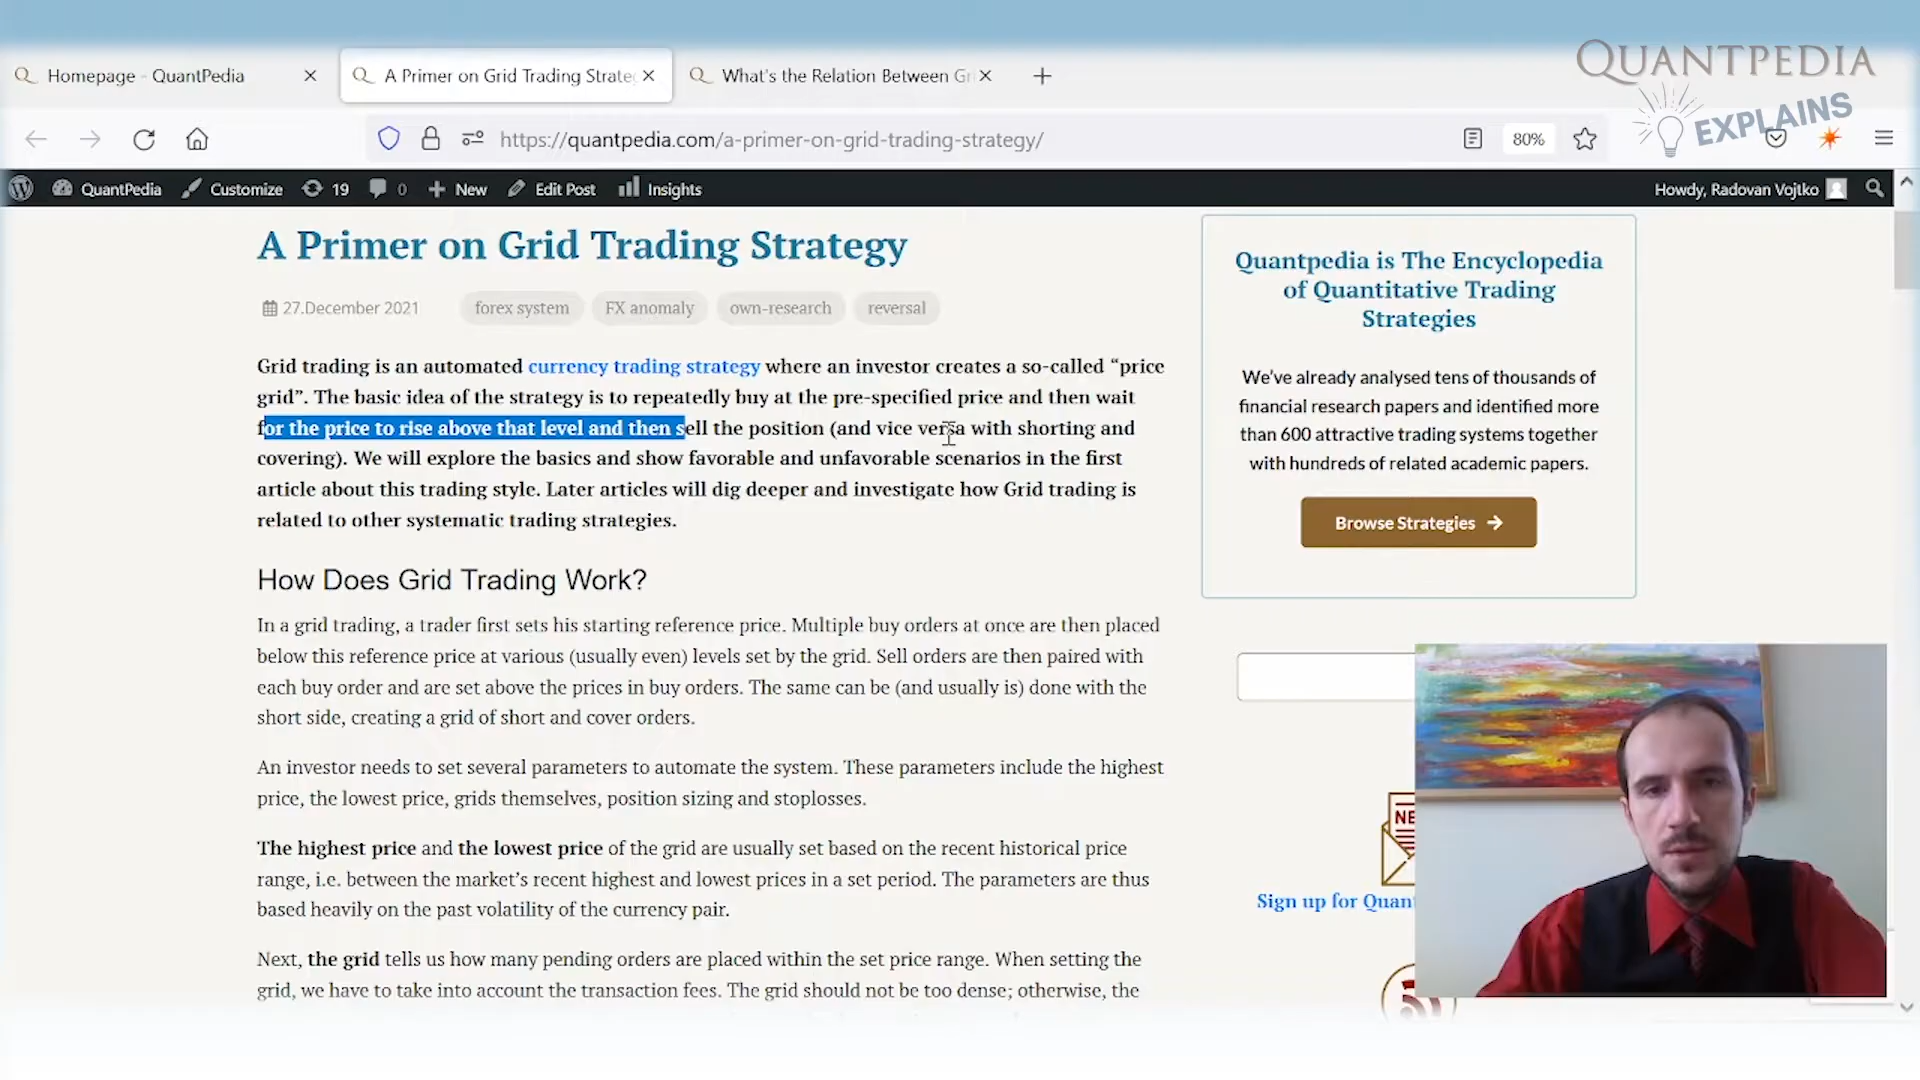 QUANTPEDIA
EXPLAINS
Homepage - QuantPedia
A Primer on Grid Trading Strate
What's the Relation Between Gr
https://quantpedia.com/a-primer-on-grid-trading-strategy/
80%
QuantPedia Customize 19 0 New Edit Post Insights
Howdy, Radovan Vojtko
A Primer on Grid Trading Strategy
27.December 2021 forex system FX anomaly own-research reversal
Grid trading is an automated currency trading strategy where an investor creates a so-called “price
grid”. The basic idea of the strategy is to repeatedly buy at the pre-specified price and then wait
for the price to rise above that level and then sell the position (and vice versa with shorting and
covering). We will explore the basics and show favorable and unfavorable scenarios in the first
article about this trading style. Later articles will dig deeper and investigate how Grid trading is
related to other systematic trading strategies.
How Does Grid Trading Work?
In a grid trading, a trader first sets his starting reference price. Multiple buy orders at once are then placed
below this reference price at various (usually even) levels set by the grid. Sell orders are then paired with
each buy order and are set above the prices in buy orders. The same can be (and usually is) done with the
short side, creating a grid of short and cover orders.
An investor needs to set several parameters to automate the system. These parameters include the highest
price, the lowest price, grids themselves, position sizing and stoplosses.
The highest price and the lowest price of the grid are usually set based on the recent historical price
range, i.e. between the market’s recent highest and lowest prices in a set period. The parameters are thus
based heavily on the past volatility of the currency pair.
Next, the grid tells us how many pending orders are placed within the set price range. When setting the
grid, we have to take into account the transaction fees. The grid should not be too dense; otherwise, the
Quantpedia is The Encyclopedia
of Quantitative Trading
Strategies
We’ve already analysed tens of thousands of
financial research papers and identified more
than 600 attractive trading systems together
with hundreds of related academic papers.
Browse Strategies
NE
Sign up for Quan